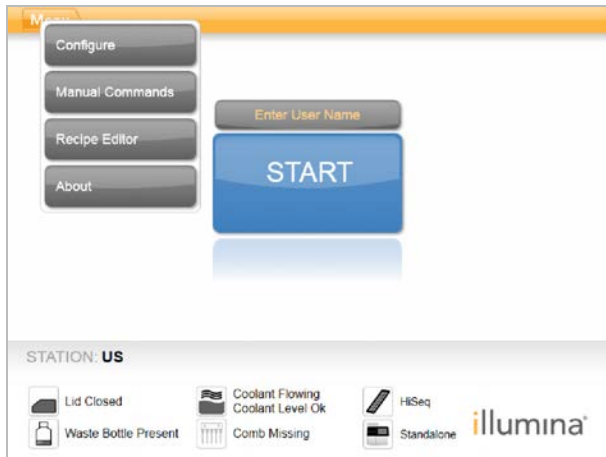 Menu
Configure
Manual Commands
Recipe Editor
About
Enter User Name
START
STATION: US
Lid Closed
Coolant Flowing
Coolant Level Ok
HiSeq
Waste Bottle Present
Comb Missing
Standalone
illumina®